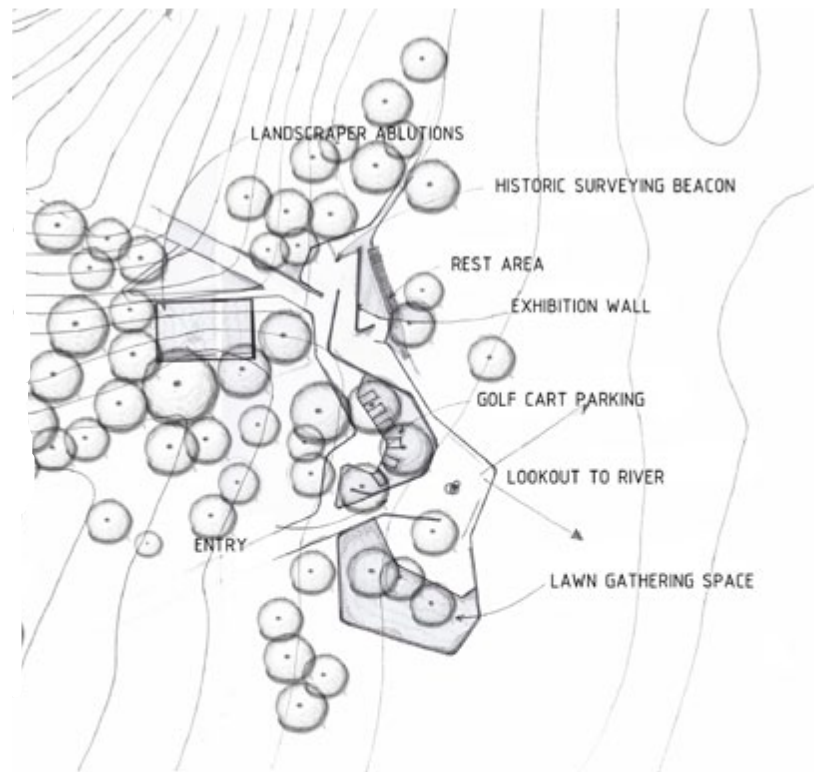 LANDSCRAPER ABLUTIONS
HISTORIC SURVEYING BEACON
REST AREA
EXHIBITION WALL
GOLF CART PARKING
LOOKOUT TO RIVER
ENTRY
LAWN GATHERING SPACE